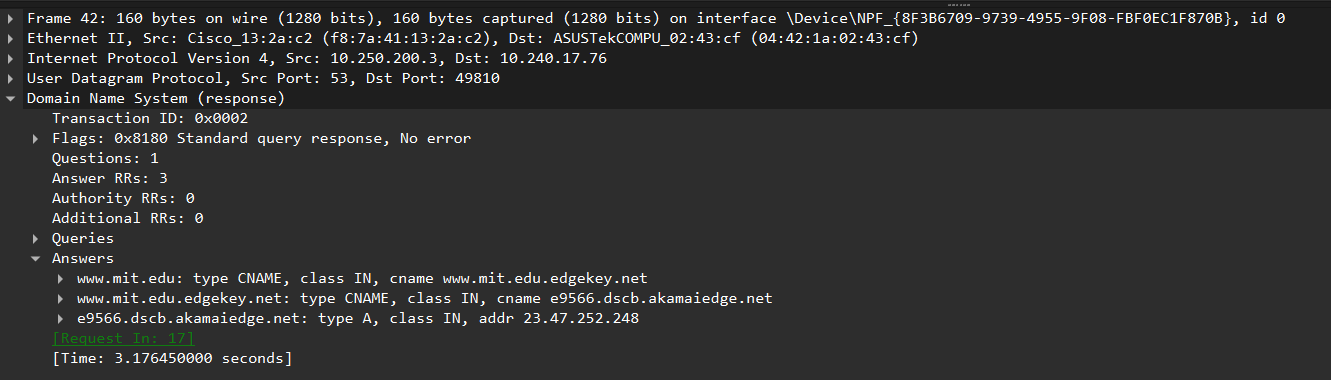 Frame 42: 160 bytes on wire (1280 bits), 160 bytes captured (1280 bits) on interface \Device\NPF_{8F3B6709-9739-4955-9F08-FBF0EC1F870B}, id 0
Ethernet II, Src: Cisco_13:2a:c2 (f8:7a:41:13:2a:c2), Dst: ASUSTekCOMPU_02:43:cf (04:42:1a:02:43:cf)
Internet Protocol Version 4, Src: 10.250.200.3, Dst: 10.240.17.76
User Datagram Protocol, Src Port: 53, Dst Port: 49810
Domain Name System (response)
Transaction ID: 0x0002
Flags: 0x8180 Standard query response, No error
Questions: 1
Answer RRs: 3
Authority RRs: 0
Additional RRs: 0
Queries
Answers
www.mit.edu: type CNAME, class IN, cname www.mit.edu.edgekey.net
www.mit.edu.edgekey.net: type CNAME, class IN, cname e9566.dscb.akamaiedge.net
e9566.dscb.akamaiedge.net: type A, class IN, addr 23.47.252.248
[Request In: 17]
[Time: 3.176450000 seconds]